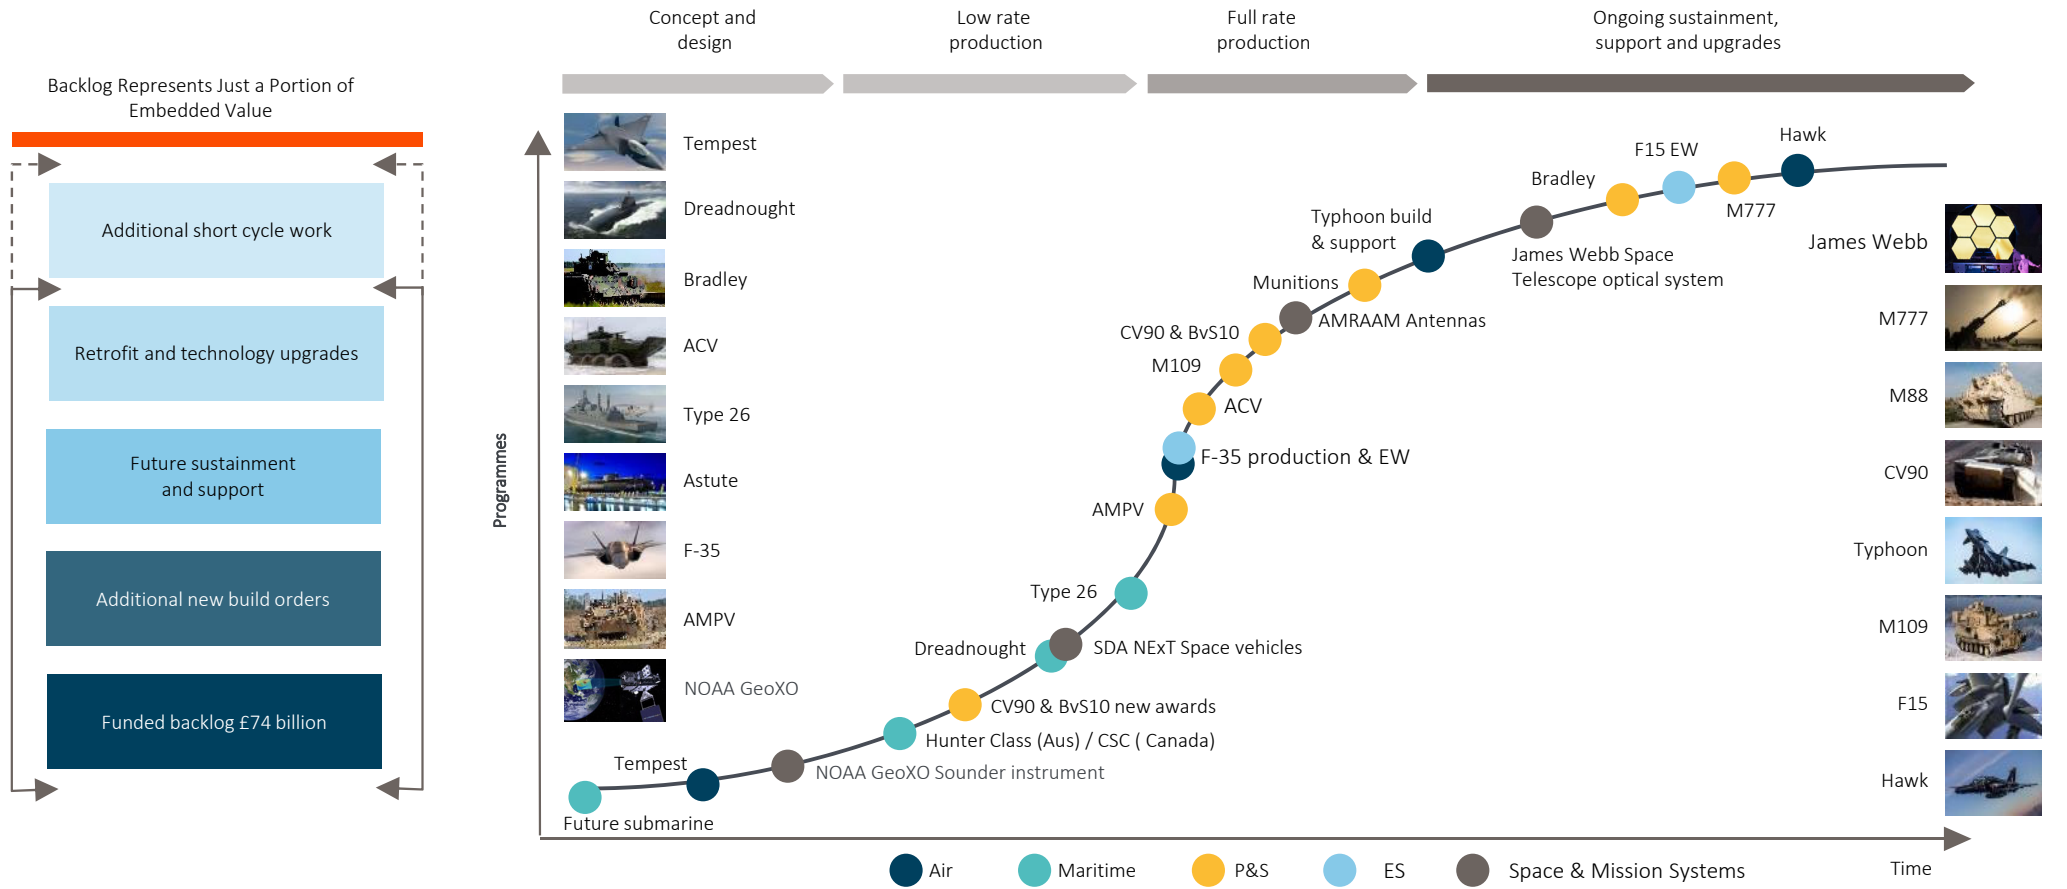 Backlog Represents Just a Portion of
Embedded Value
Additional short cycle work
Retrofit and technology upgrades
Future sustainment
and support
Additional new build orders
Funded backlog £74 billion
Concept and
design
Low rate
production
Full rate
production
Ongoing sustainment,
support and upgrades
Programmes
Tempest
Dreadnought
Bradley
ACV
Type 26
Astute
F-35
AMPV
NOAA GeoXO
Hawk
F15 EW
Bradley
M777
Typhoon build
& support
James Webb Space
Telescope optical system
Munitions
AMRAAM Antennas
CV90 & BvS10
M109
ACV
F-35 production & EW
AMPV
Type 26
Dreadnought
SDA NExT Space vehicles
CV90 & BvS10 new awards
Hunter Class (Aus) / CSC ( Canada)
Tempest
NOAA GeoXO Sounder instrument
Future submarine
James Webb
M777
M88
CV90
Typhoon
M109
F15
Hawk
Time
Air
Maritime
P&S
ES
Space & Mission Systems